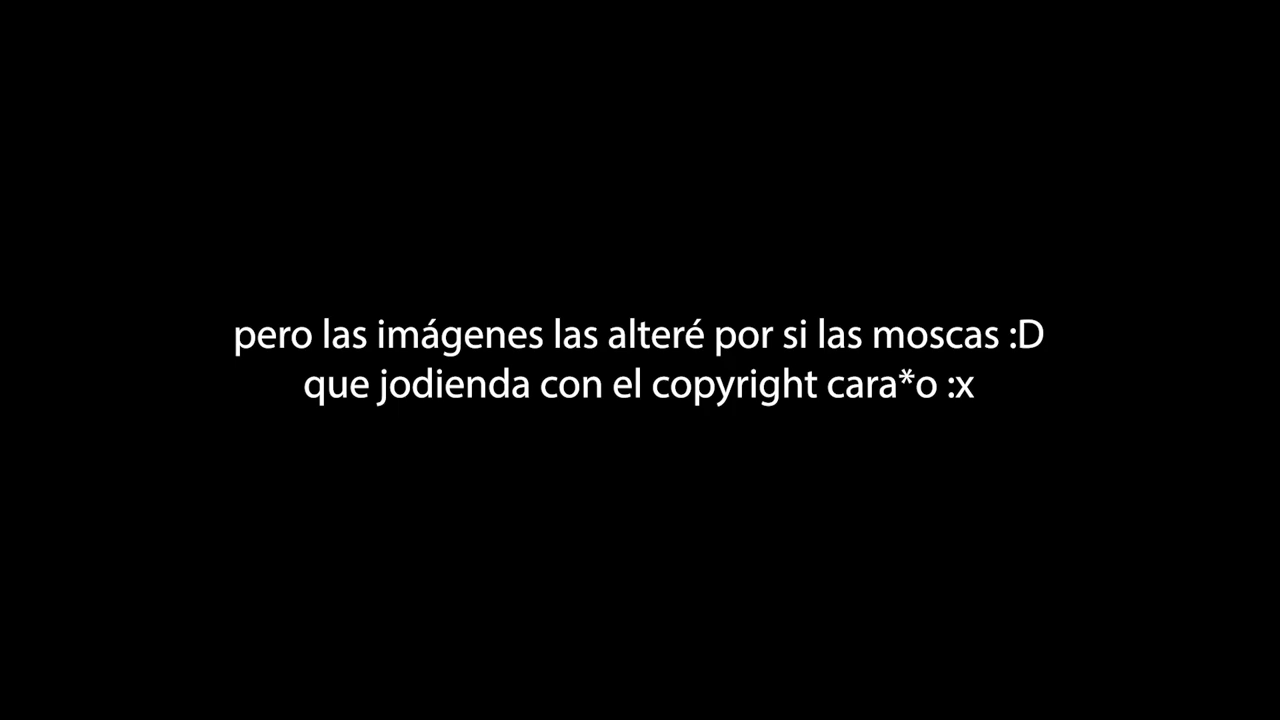 pero las imágenes las alteré por si las moscas :D
que jodienda con el copyright cara*o :x